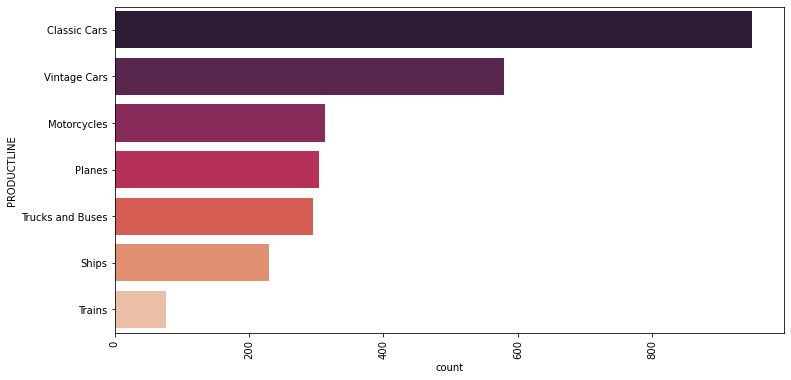 PRODUCTLINE
Classic Cars
Vintage Cars
Motorcycles
Planes
Trucks and Buses
Ships
Trains
0
200
400
600
800
count